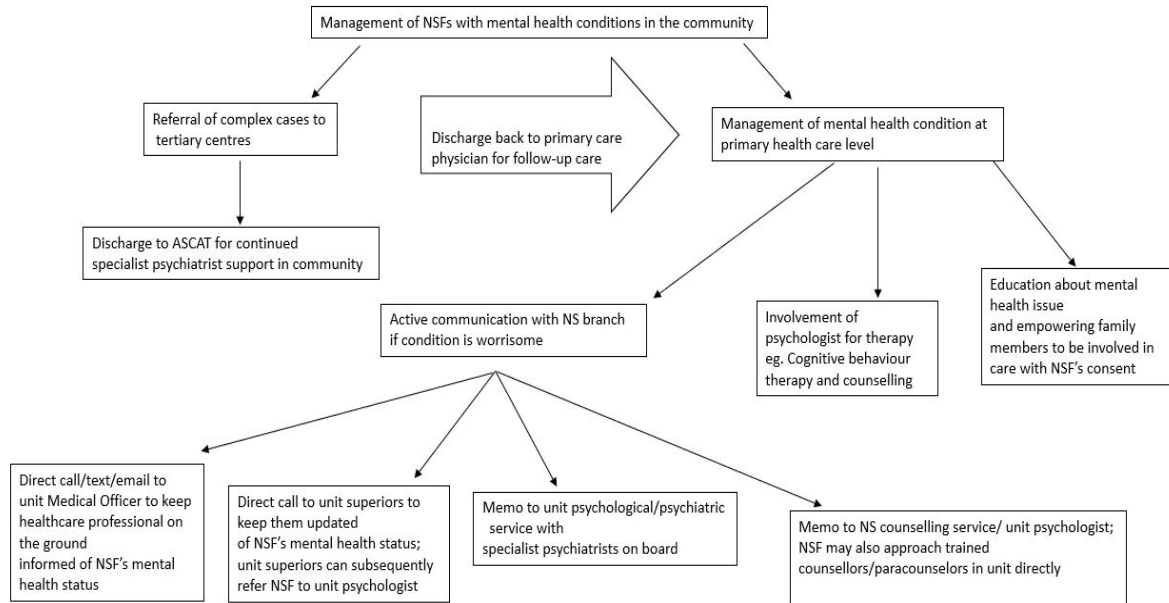 Management of NSFs with mental health conditions in the community
Referral of complex cases to
tertiary centres
Discharge back to primary care
physician for follow-up care
Management of mental health condition at
primary health care level
Discharge to ASCAT for continued
specialist psychiatrist support in community
Active communication with NS branch
if condition is worrisome
Involvement of
psychologist for therapy
eg. Cognitive behaviour
therapy and counselling
Education about mental
health issue
and empowering family
members to be involved in
care with NSF's consent
Direct call/text/email to
unit Medical Officer to keep
healthcare professional on
the ground
informed of NSF's mental
health status
Direct call to unit superiors to
keep them updated
of NSF's mental health status;
unit superiors can subsequently
refer NSF to unit psychologist
Memo to unit psychological/psychiatric
service with
specialist psychiatrists on board
Memo to NS counselling service/ unit psychologist;
NSF may also approach trained
counsellors/paracounselors in unit directly